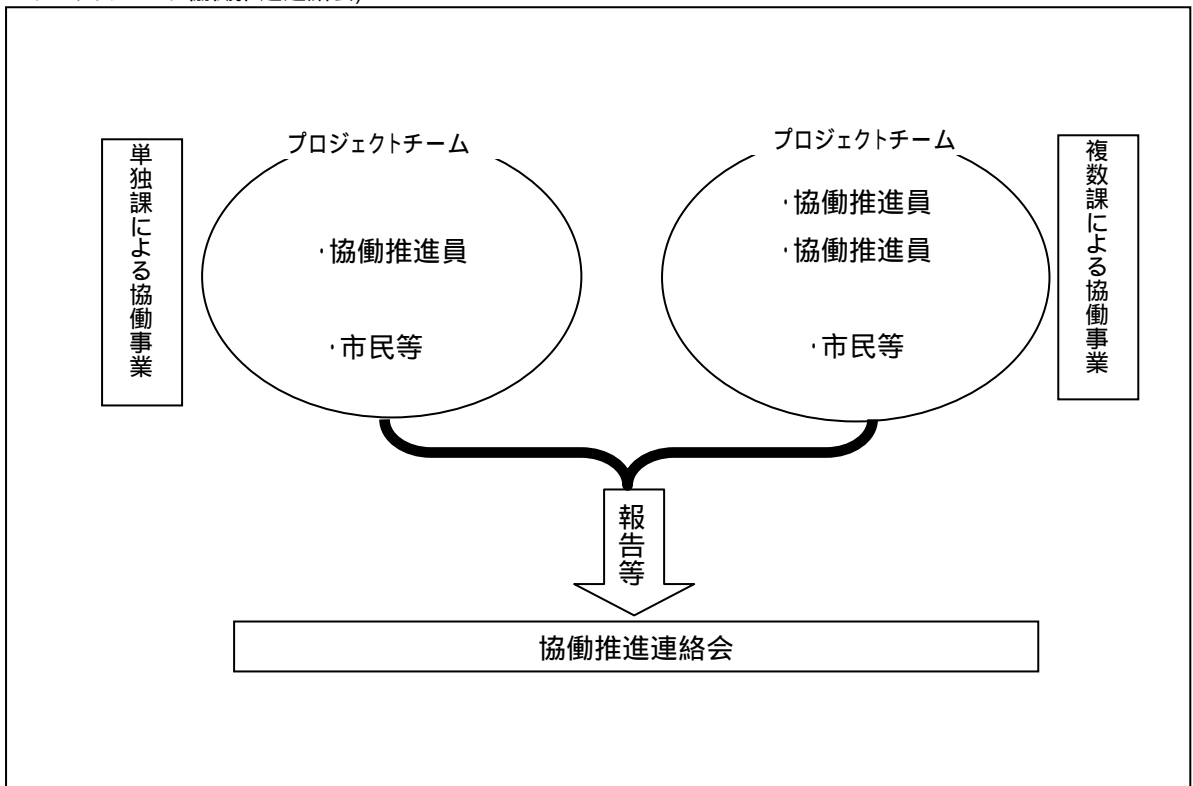 単独課による協働事業
プロジェクトチーム
・協働推進員
・市民等
プロジェクトチーム
・協働推進員
・協働推進員
・市民等
複数課による協働事業
報告等
協働推進連絡会